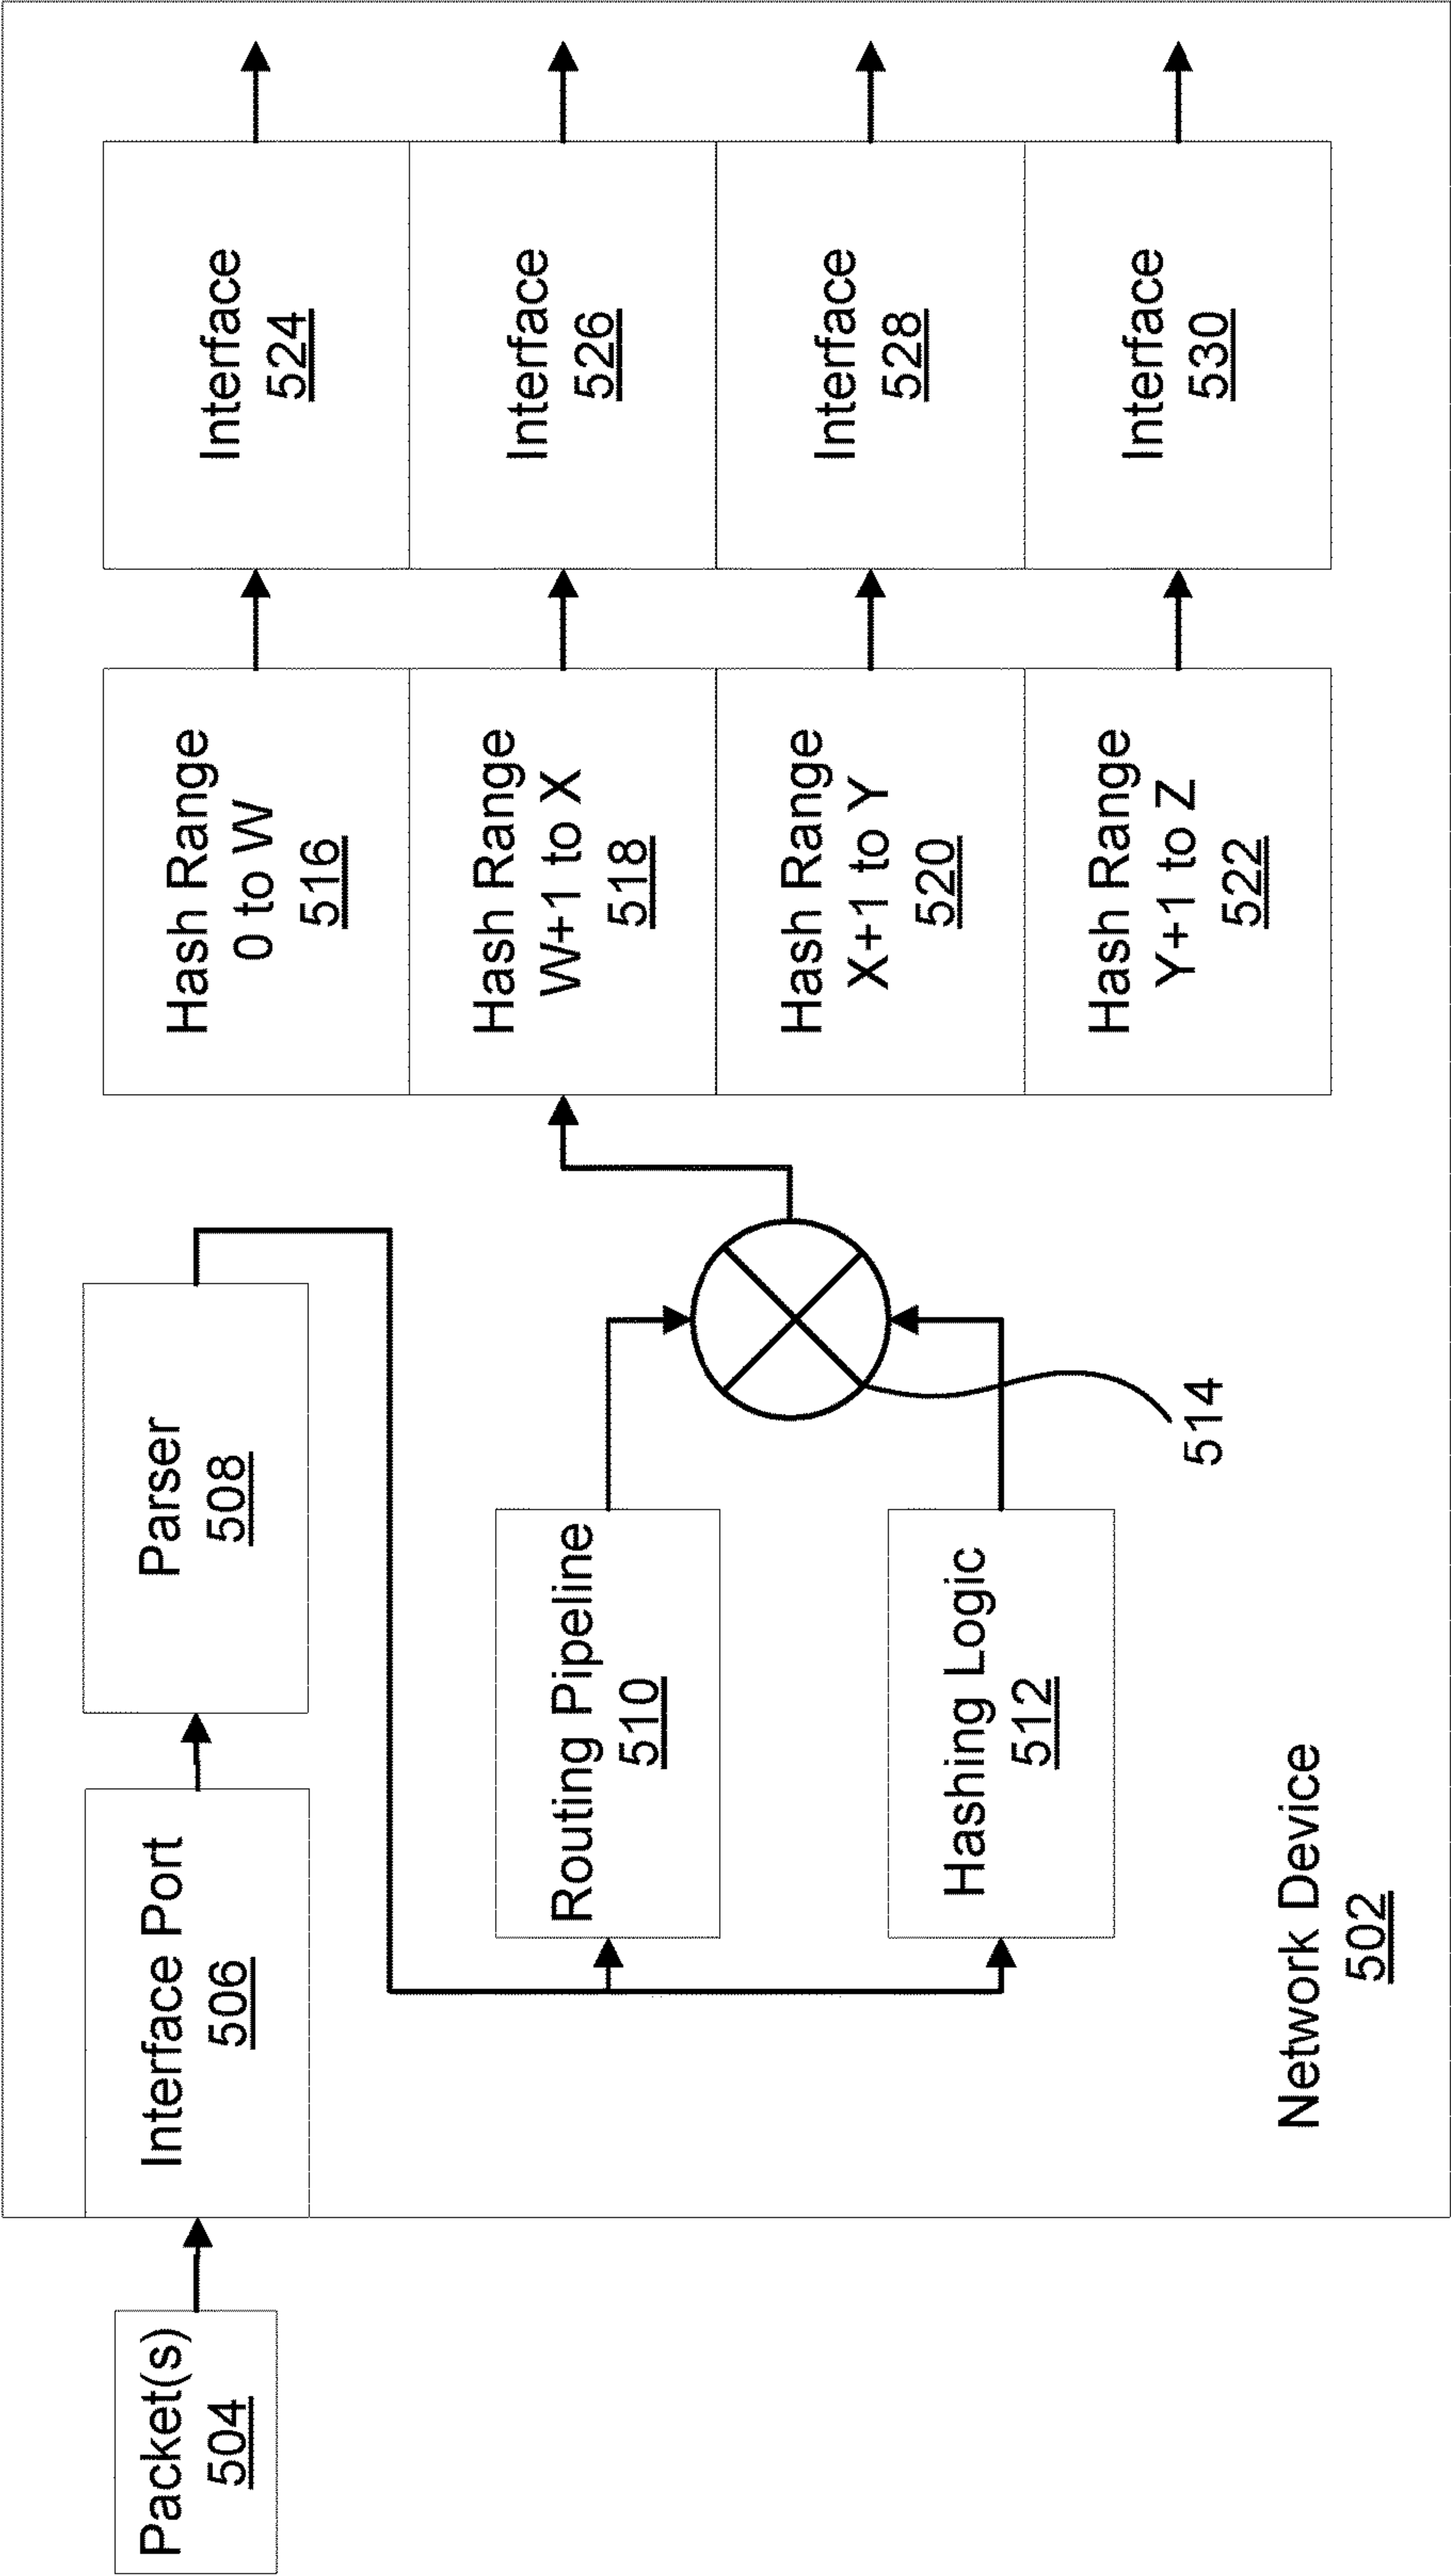 Packet(s)
504
Interface Port
506
Parser
508
Routing Pipeline
510
Hashing Logic
512
514
Hash Range
0 to W
516
Hash Range
W+1 to X
518
Hash Range
X+1 to Y
520
Hash Range
Y+1 to Z
522
Interface
524
Interface
526
Interface
528
Interface
530
Network Device
502